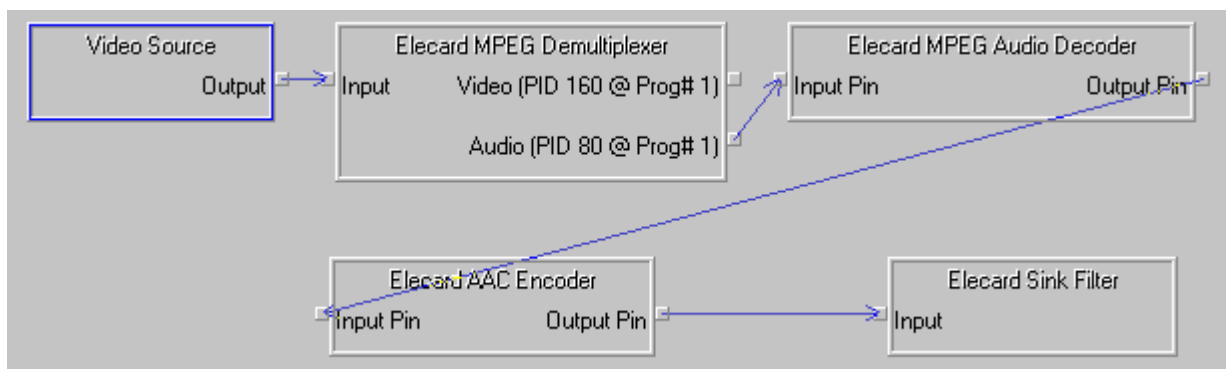 Video Source
Output
Elecard MPEG Demultiplexer
Input
Video (PID 160 @ Prog# 1)
Audio (PID 80 @ Prog# 1)
Elecard MPEG Audio Decoder
Input Pin
Output Pin
Elecard AAC Encoder
Input Pin
Output Pin
Elecard Sink Filter
Input